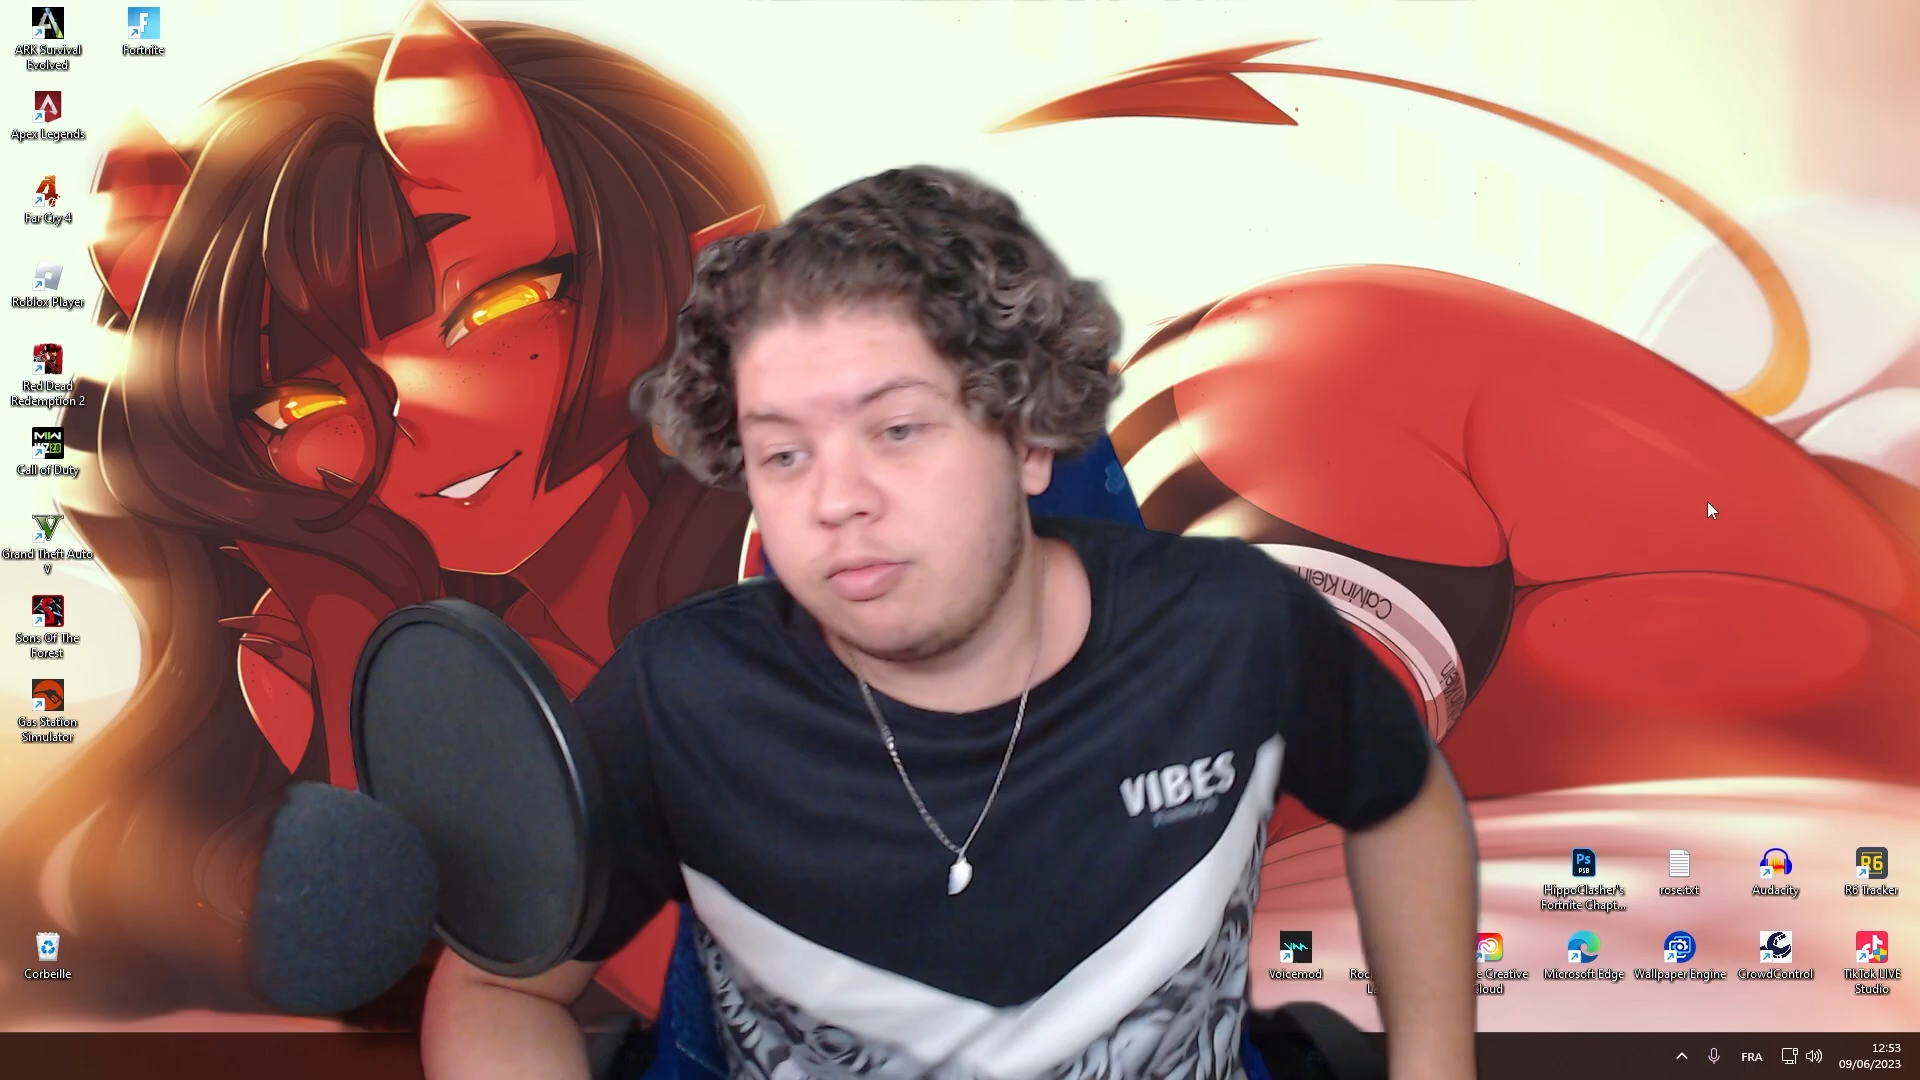 ARK Survival
Evolved
Fortnite
Apex Legends
Far Cry 4
Roblox Player
Red Dead
Redemption 2
Call of Duty
Grand Theft Auto
V
Sons Of The
Forest
Gas Station
Simulator
Corbeille
Calvin Klein
VIBES
HippoClasher's
Fortnite Chapt...
rose.txt
Audacity
R6 Tracker
Voicemod
Creative
Cloud
Microsoft Edge
Wallpaper Engine
CrowdControl
TikTok LIVE
Studio
FRA
12:53
09/06/2023